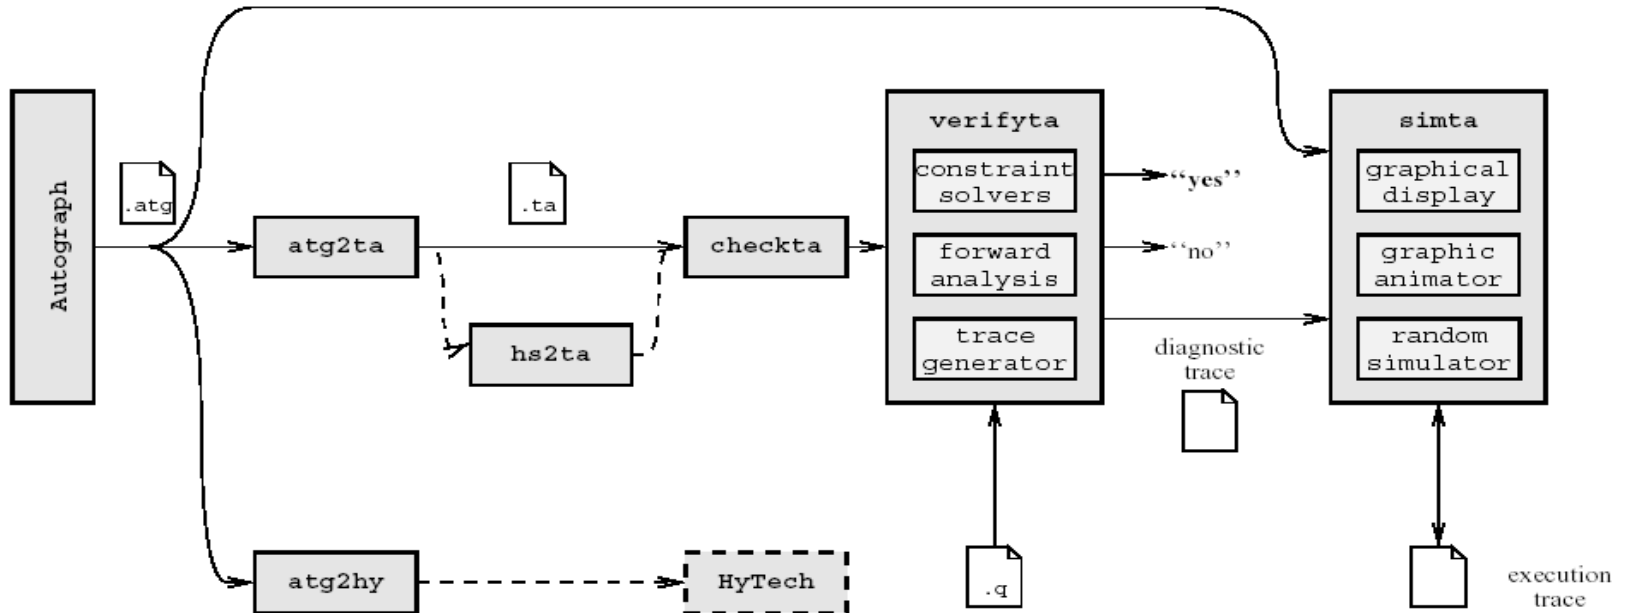 Autograph
.atg
atg2ta
.ta
hs2ta
checkta
verifyta
constraint
solvers
forward
analysis
trace
generator
“yes”
“no”
diagnostic
trace
simta
graphical
display
graphic
animator
random
simulator
atg2hy
HyTech
.q
execution
trace